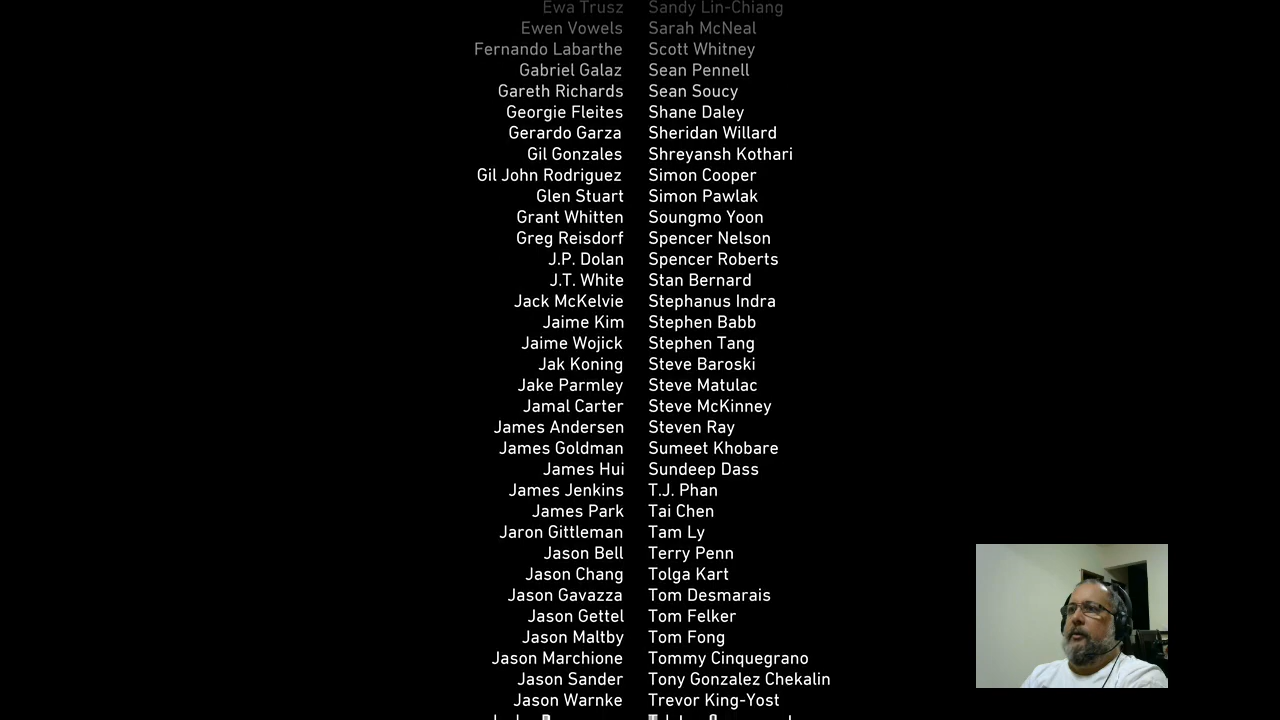 Ewa Trusz Sandy Lin-Chiang
Ewen Vowels Sarah McNeal
Fernando Labarthe Scott Whitney
Gabriel Galaz Sean Pennell
Gareth Richards Sean Soucy
Georgie Fleites Shane Daley
Gerardo Garza Sheridan Willard
Gil Gonzales Shreyansh Kothari
Gil John Rodriguez Simon Cooper
Glen Stuart Simon Pawlak
Grant Whitten Soungmo Yoon
Greg Reisdorf Spencer Nelson
J.P. Dolan Spencer Roberts
J.T. White Stan Bernard
Jack McKelvie Stephanus Indra
Jaime Kim Stephen Babb
Jaime Wojick Stephen Tang
Jak Koning Steve Baroski
Jake Parmley Steve Matulac
Jamal Carter Steve McKinney
James Andersen Steven Ray
James Goldman Sumeet Khobare
James Hui Sundeep Dass
James Jenkins T.J. Phan
James Park Tai Chen
Jaron Gittleman Tam Ly
Jason Bell Terry Penn
Jason Chang Tolga Kart
Jason Gavazza Tom Desmarais
Jason Gettel Tom Felker
Jason Maltby Tom Fong
Jason Marchione Tommy Cinquegrano
Jason Sander Tony Gonzalez Chekalin
Jason Warnke Trevor King-Yost